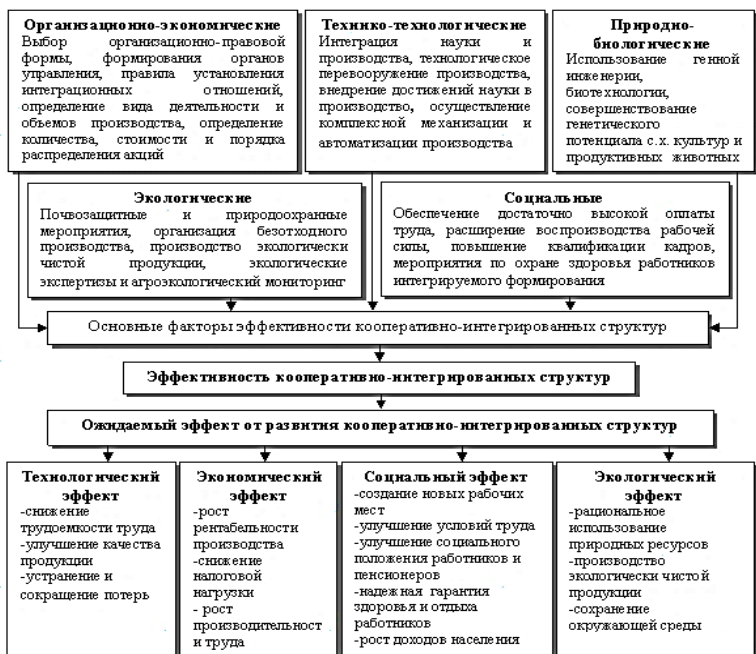 Организационно-экономические
Выбор организационно-правовой
формы, формирования органов
управления, правила установления
интеграционных отношений,
определение вида деятельности и
объемов производства, определение
количества, стоимости и порядка
распределения акций
Технико-технологические
Интеграция науки и
производства, технологическое
перевооружение производства,
внедрение достижений науки в
производство, осуществление
комплексной механизации и
автоматизации производства
Природно-
биологические
Использование генной
инженерии,
биотехнологии,
совершенствование
генетического
потенциала с.х. культур и
продуктивных животных
Экологические
Почвозащитные и природоохранные
мероприятия, организация безотходного
производства, производство экологически
чистой продукции, экологические
экспертизы и агроэкологический мониторинг
Социальные
Обеспечение достаточно высокой оплаты
труда, расширение воспроизводства рабочей
силы, повышение квалификации кадров,
мероприятия по охране здоровья работников
интегрируемого формирования
Основные факторы эффективности кооперативно-интегрированных структур
Эффективность кооперативно-интегрированных структур
Ожидаемый эффект от развития кооперативно-интегрированных структур
Технологический
эффект
-снижение
трудоемкости труда
-улучшение качества
продукции
-устранение и
сокращение потерь
Экономический
эффект
-рост
рентабельности
производства
-снижение
налоговой
нагрузки
- рост
производительност
и труда
Социальный эффект
-создание новых рабочих
мест
-улучшение условий труда
-улучшение социального
положения работников и
пенсионеров
-надежная гарантия
здоровья и отдыха
работников
-рост доходов населения
Экологический
эффект
-рациональное
использование
природных ресурсов
-производство
экологически чистой
продукции
-сохранение
окружающей среды